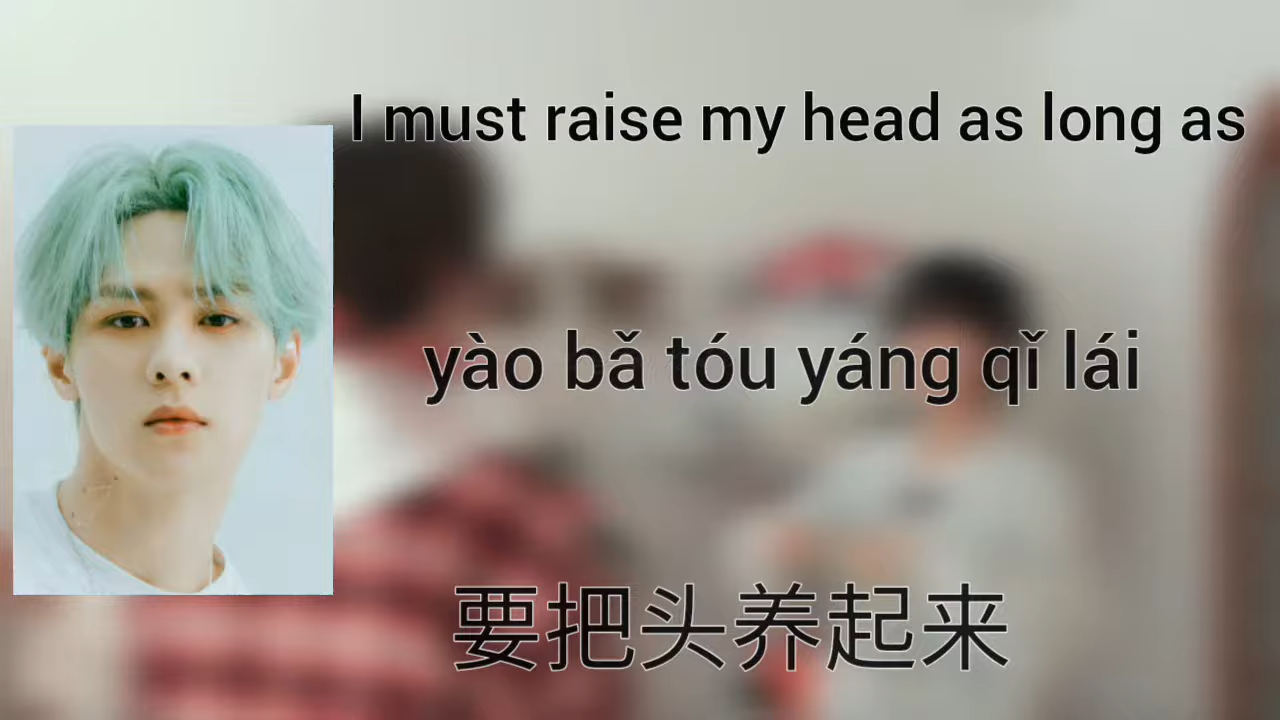 I must raise my head as long as
yào bǎ tóu yáng qǐ lái
要把头养起来